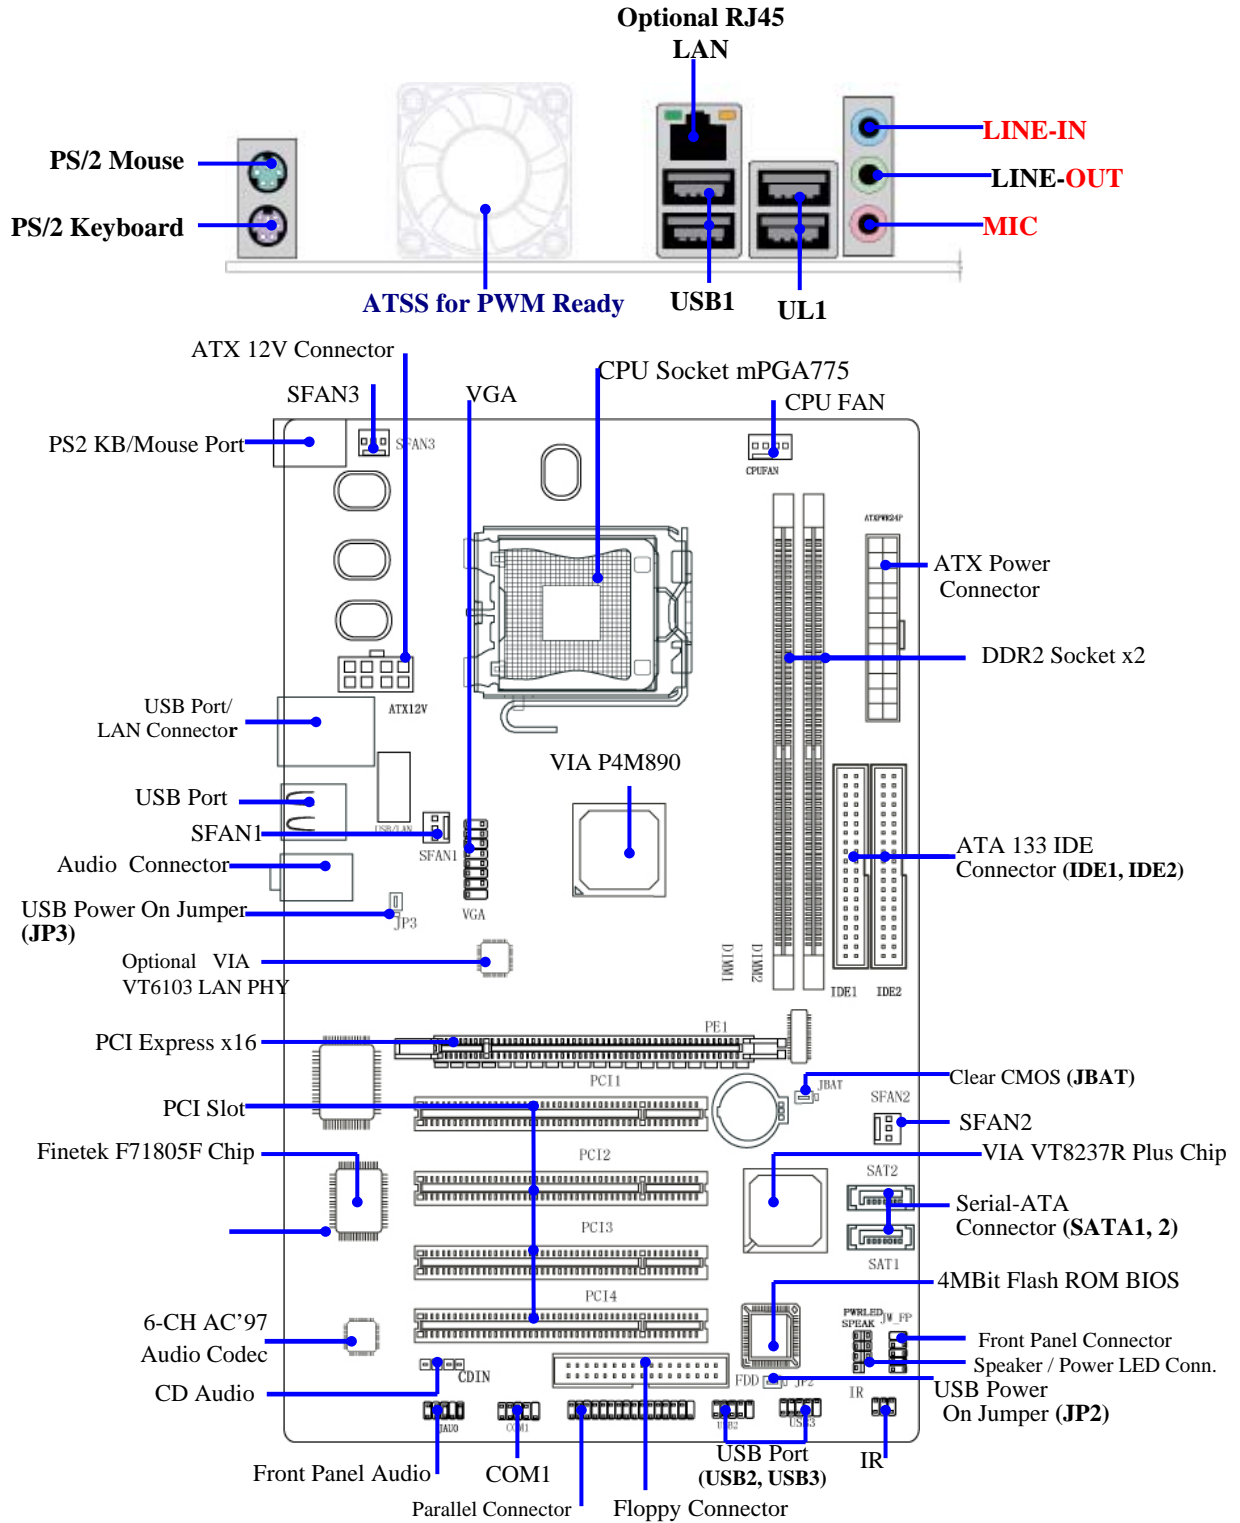 Optional RJ45
LAN
LINE-IN
PS/2 Mouse
LINE-OUT
PS/2 Keyboard
MIC
ATSS for PWM Ready
USB1
UL1
ATX 12V Connector
CPU Socket mPGA775
SFAN3
VGA
CPU FAN
PS2 KB/Mouse Port
SFAN3
CPUFAN
ATXPWR24P
ATX Power
Connector
DDR2 Socket x2
USB Port/
LAN Connector
ATX12V
VIA P4M890
USB Port
USB/LAN
SFAN1
SFAN1
ATA 133 IDE
Connector (IDE1, IDE2)
Audio Connector
USB Power On Jumper
(JP3)
JP3
VGA
Optional VIA
VT6103 LAN PHY
DIMM1
DIMM2
IDE1
IDE2
PE1
PCI Express x16
PCI1
Clear CMOS (JBAT)
JBAT
SFAN2
PCI Slot
SFAN2
Finetek F71805F Chip
PCI2
VIA VT8237R Plus Chip
SAT2
Serial-ATA
Connector (SATA1, 2)
PCI3
SAT1
4MBit Flash ROM BIOS
PCI4
PWRLED
SPEAK
JW_FP
6-CH AC’97
Audio Codec
Front Panel Connector
Speaker / Power LED Conn.
CDIN
FDD
JP2
IR
CD Audio
USB Power
On Jumper (JP2)
JAUD
COM1
USB2
USB3
Front Panel Audio
COM1
USB Port
(USB2, USB3)
IR
Parallel Connector
Floppy Connector